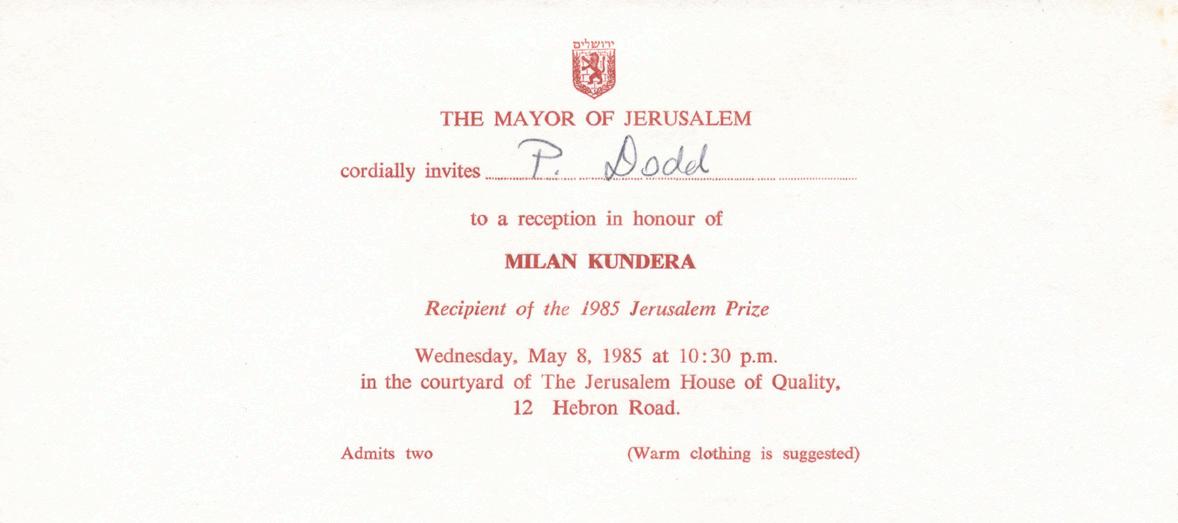 ירושלים
THE MAYOR OF JERUSALEM
cordially invites P. Dodd
to a reception in honour of
MILAN KUNDERA
Recipient of the 1985 Jerusalem Prize
Wednesday, May 8, 1985 at 10:30 p.m.
in the courtyard of The Jerusalem House of Quality,
12 Hebron Road.
Admits two (Warm clothing is suggested)